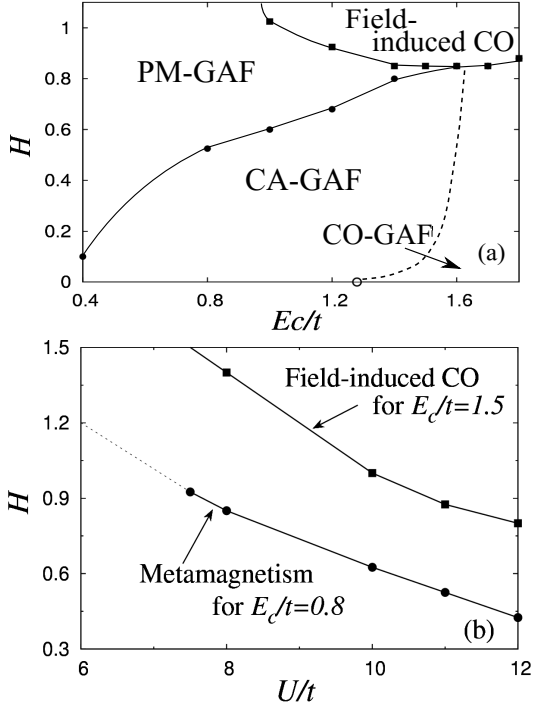 1
0.8
0.6
0.4
0.2
0
H
Field-
induced CO
PM-GAF
CA-GAF
CO-GAF
(a)
0.4
0.8
1.2
1.6
Ec/t
1.5
1.2
0.9
0.6
0.3
H
Field-induced CO
for E_c/t=1.5
Metamagnetism
for E_c/t=0.8
(b)
6
8
10
12
U/t